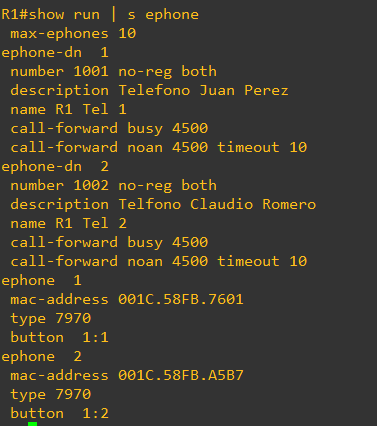 R1#show run | s ephone
 max-ephones 10
ephone-dn  1
 number 1001 no-reg both
 description Telefono Juan Perez
 name R1 Tel 1
 call-forward busy 4500
 call-forward noan 4500 timeout 10
ephone-dn  2
 number 1002 no-reg both
 description Telfono Claudio Romero
 name R1 Tel 2
 call-forward busy 4500
 call-forward noan 4500 timeout 10
ephone  1
 mac-address 001C.58FB.7601
 type 7970
 button  1:1
ephone  2
 mac-address 001C.58FB.A5B7
 type 7970
 button  1:2